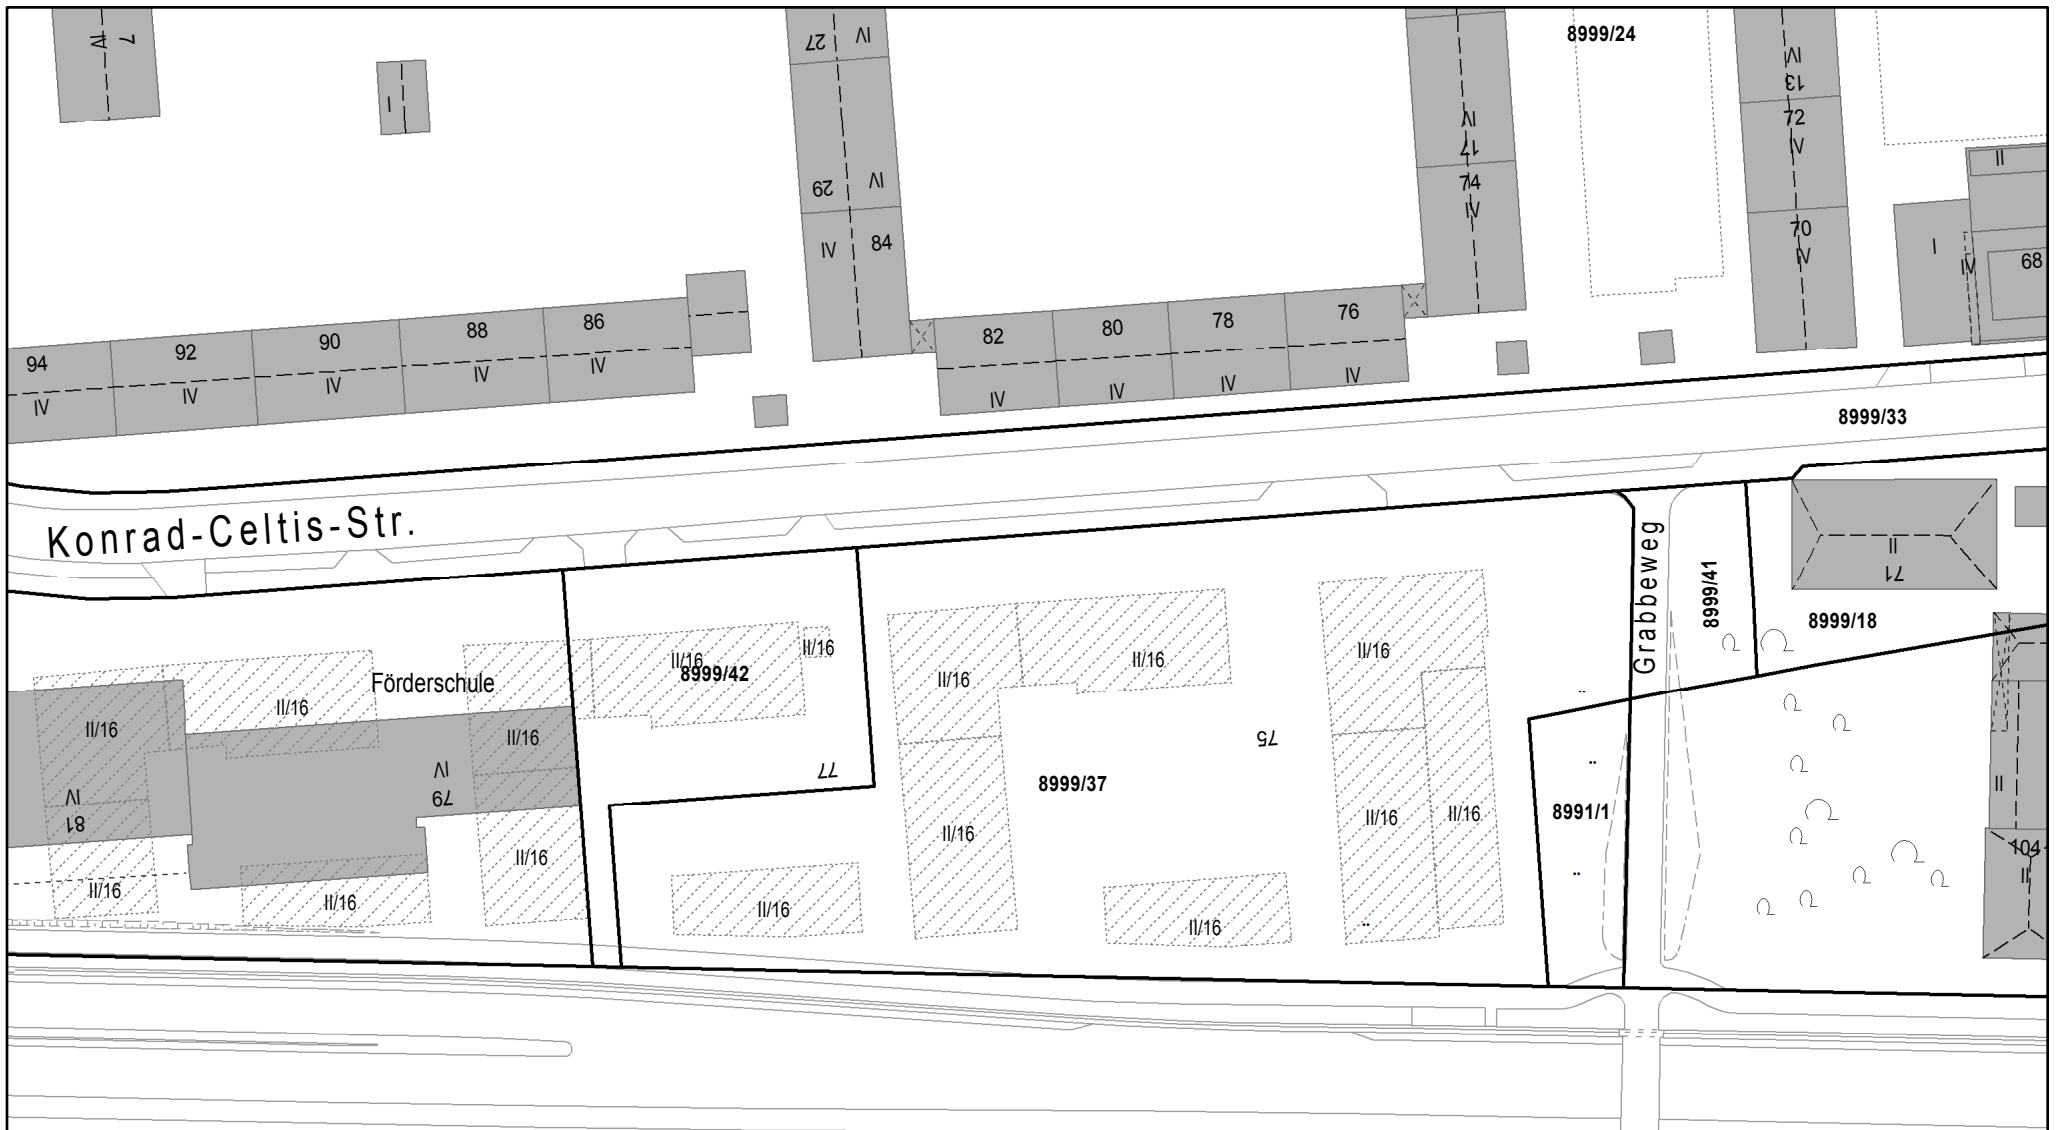 7
IV
I
27
IV
29
IV
84
IV
8999/24
IV
17
74
IV
IV
13
72
IV
70
IV
II
I
IV
68
94
IV
92
IV
90
IV
88
IV
86
IV
82
IV
80
IV
78
IV
76
IV
8999/33
Konrad-Celtis-Str.
Grabbeweg
8999/41
II
71
8999/18
Förderschule
II/16
II/16
II/16
II/16
8999/42
II/16
II/16
II/16
II/16
II/16
75
77
8999/37
IV
79
IV
81
II/16
II/16
II/16
II/16
II/16
II/16
II/16
II/16
8991/1
II
104
II